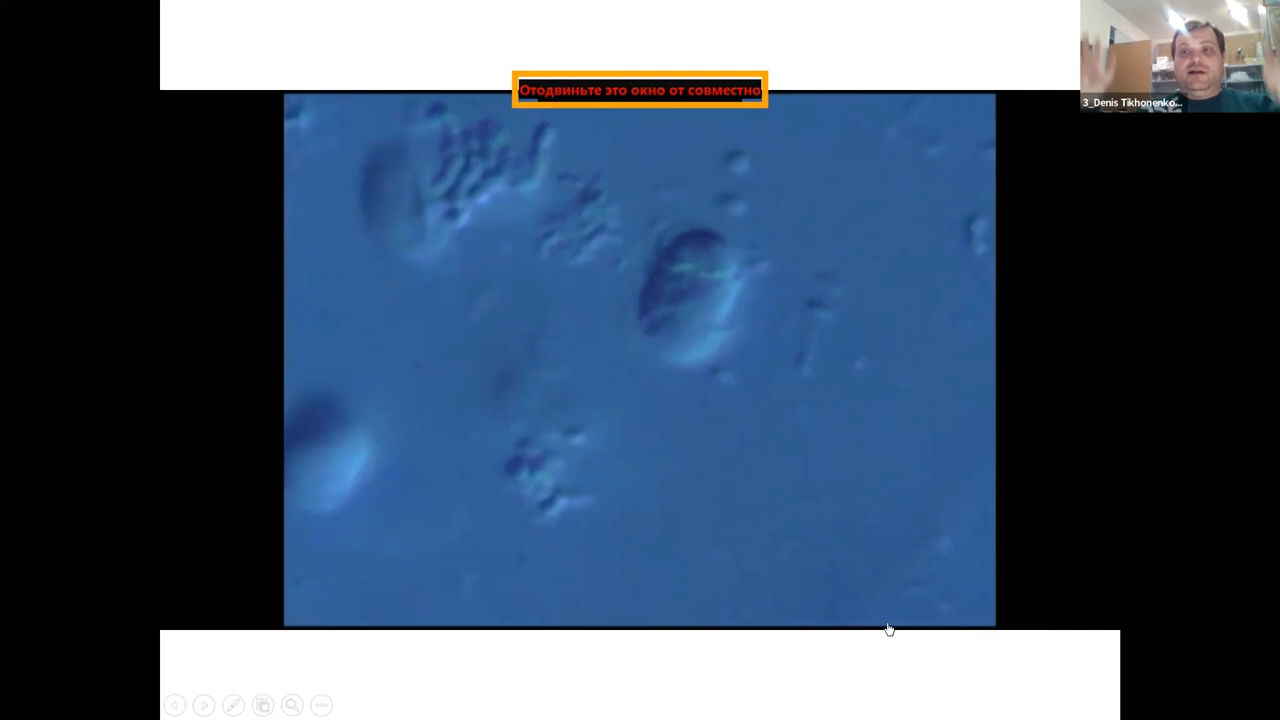 Отодвиньте это окно от совместно
3_Denis Tikhonenko...